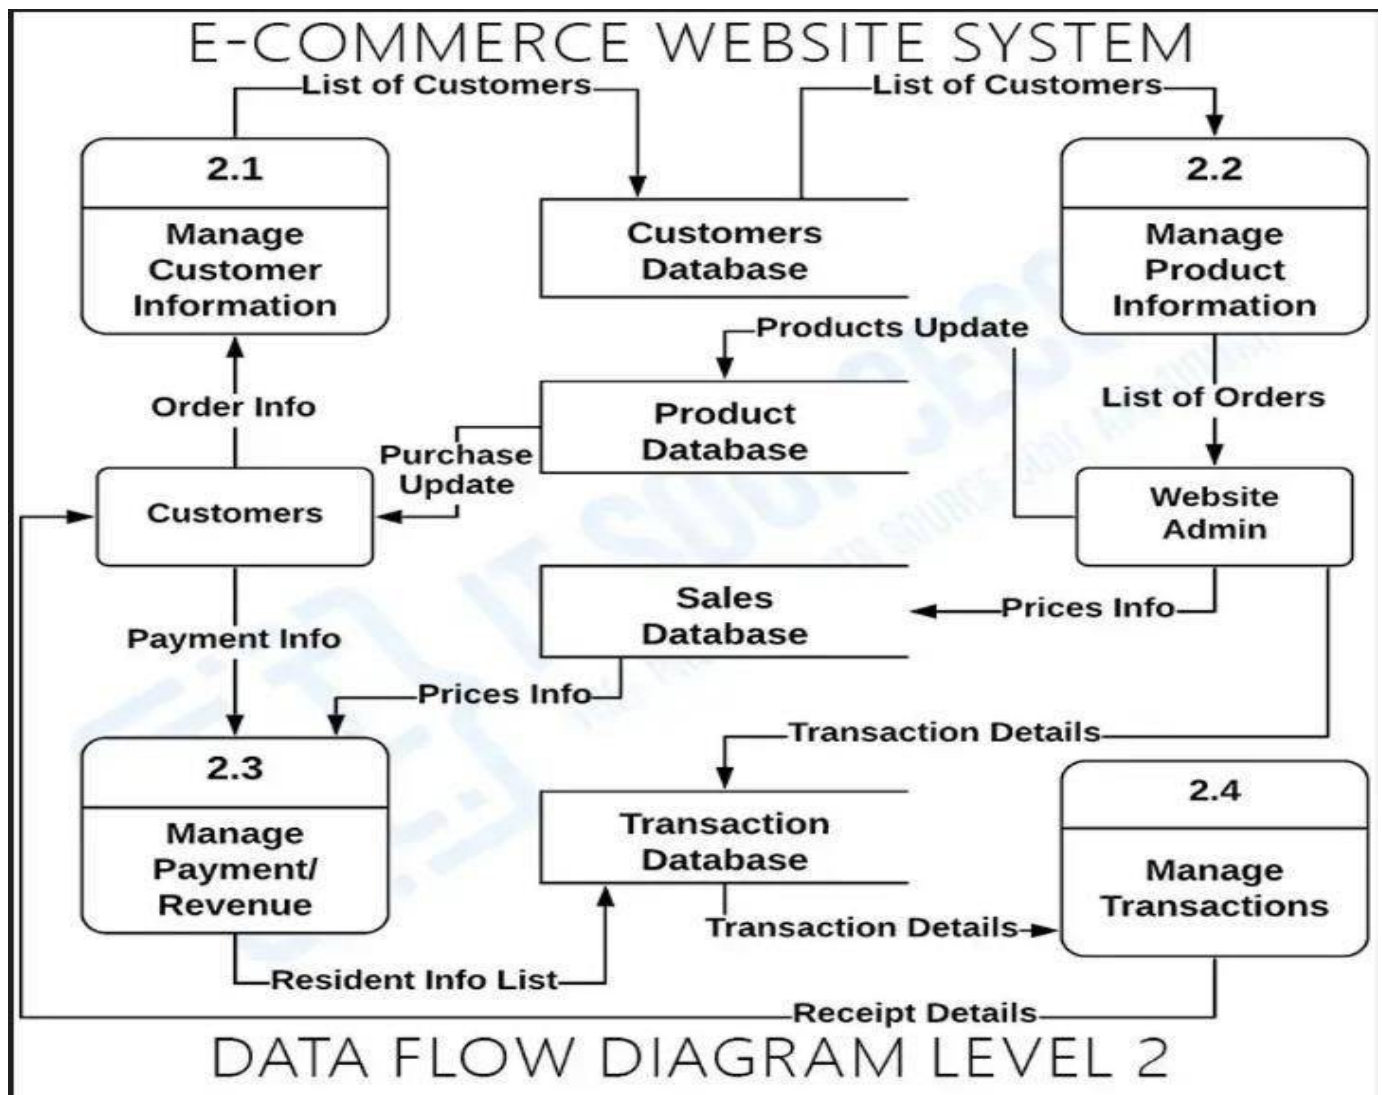 E-COMMERCE WEBSITE SYSTEM
List of Customers
List of Customers
2.1
Manage
Customer
Information
Customers
Database
2.2
Manage
Product
Information
Products Update
Order Info
Product
Database
List of Orders
Purchase
Update
Customers
Website
Admin
Sales
Database
Prices Info
Payment Info
Prices Info
Transaction Details
2.3
Manage
Payment/
Revenue
Transaction
Database
2.4
Manage
Transactions
Transaction Details
Resident Info List
Receipt Details
DATA FLOW DIAGRAM LEVEL 2